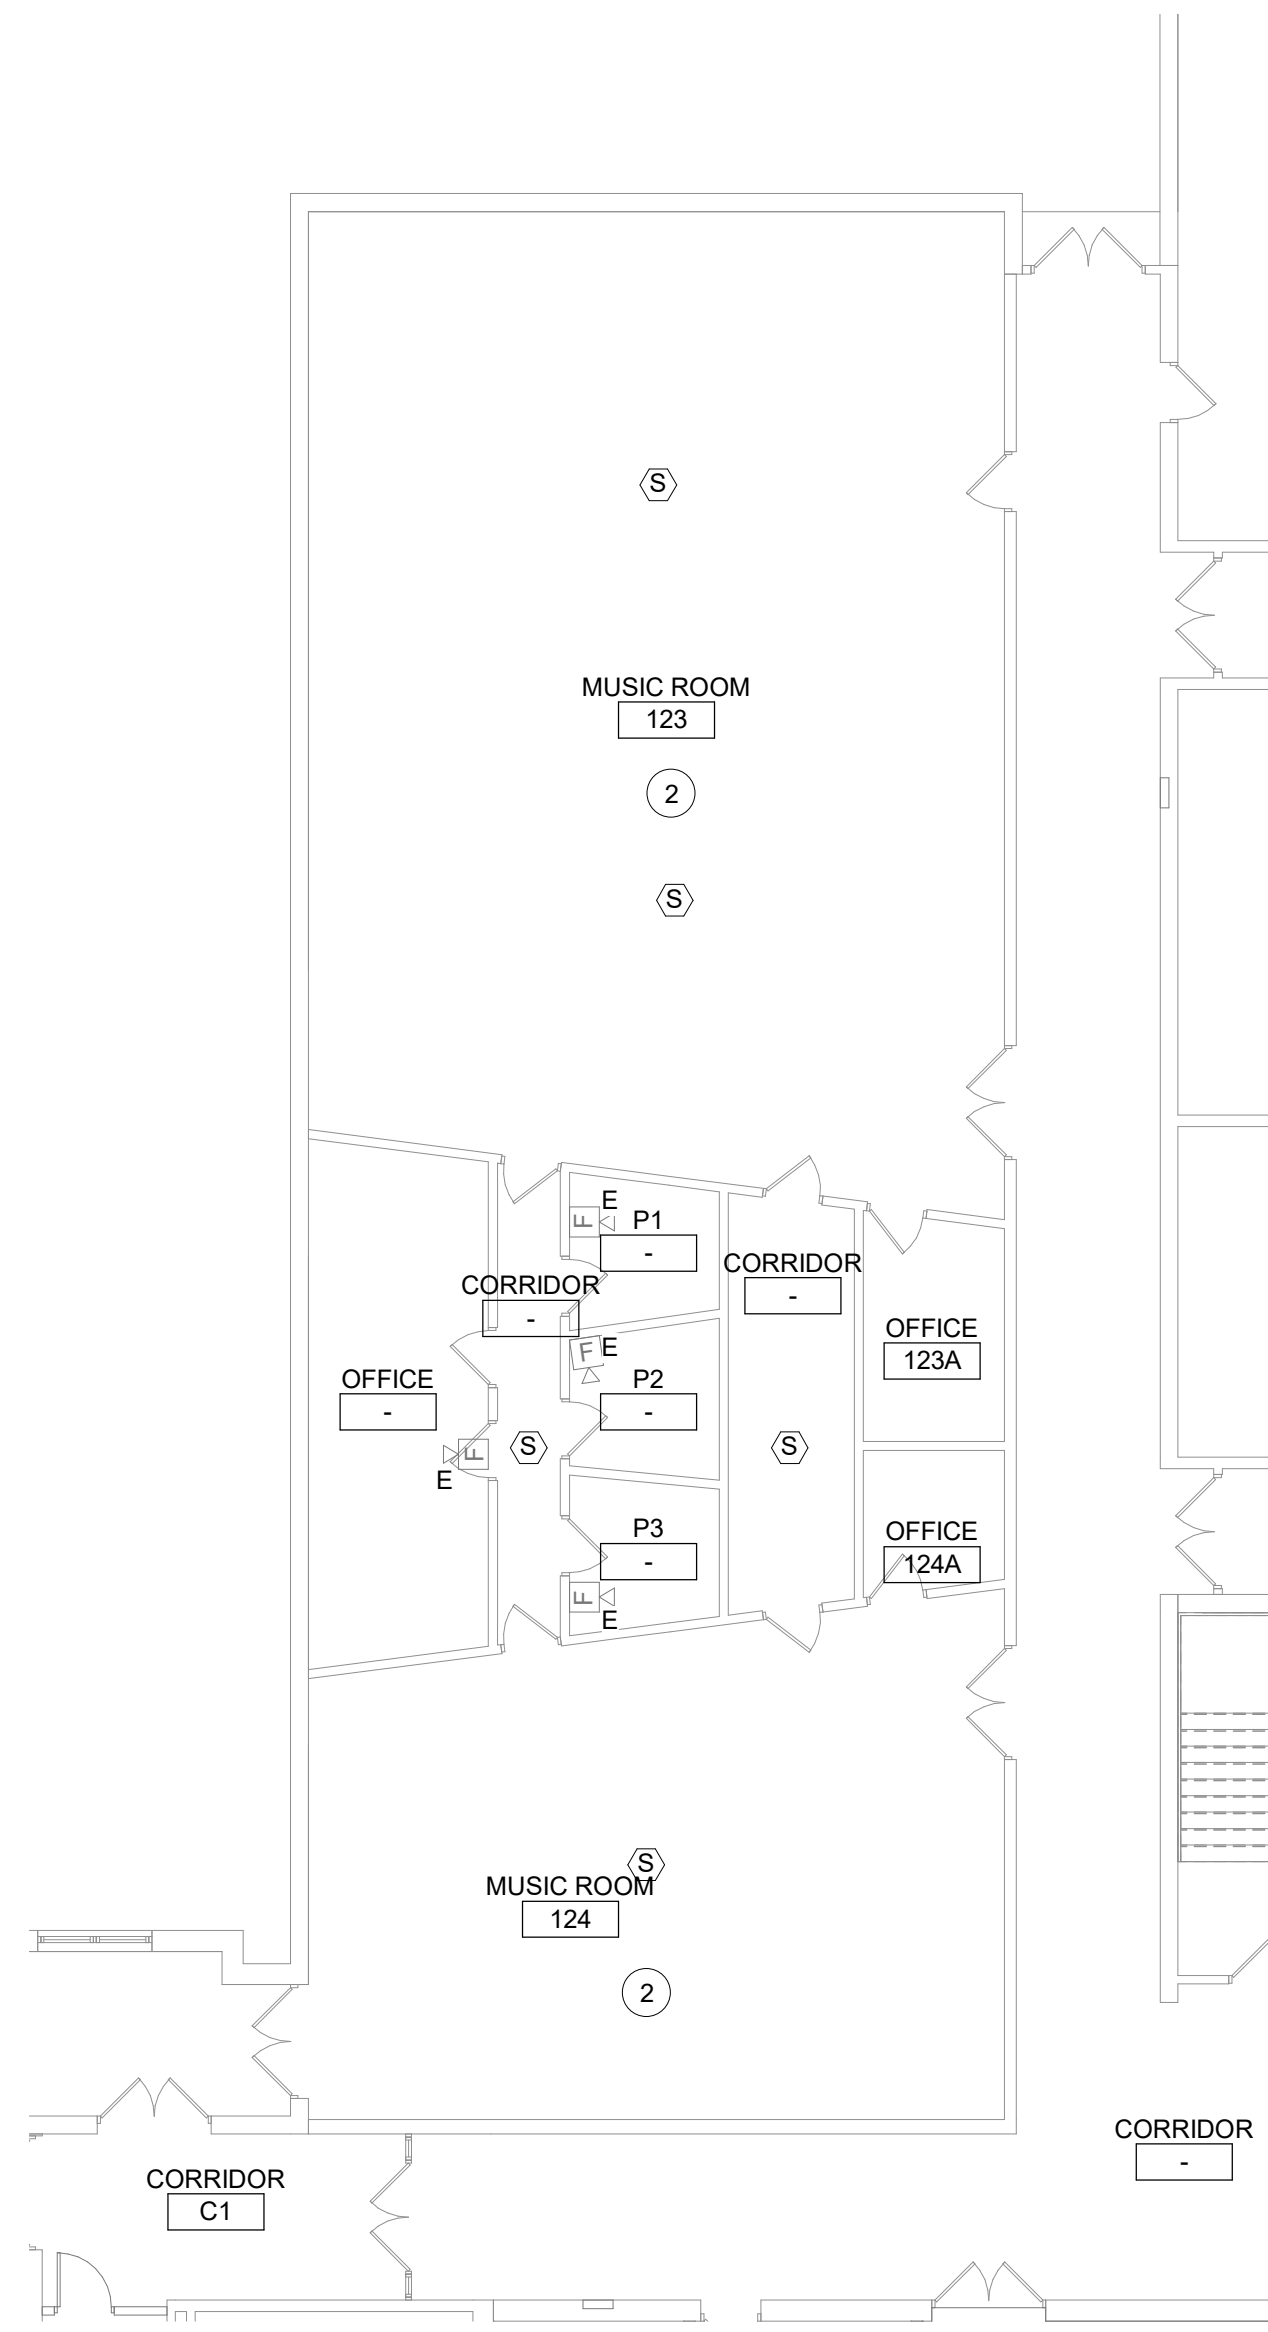 S
MUSIC ROOM
123
2
S
E
F
P1
-
CORRIDOR
-
CORRIDOR
-
OFFICE
123A
F
E
OFFICE
-
P2
-
S
S
F
E
P3
-
OFFICE
124A
F
E
S
MUSIC ROOM
124
2
CORRIDOR
-
CORRIDOR
C1